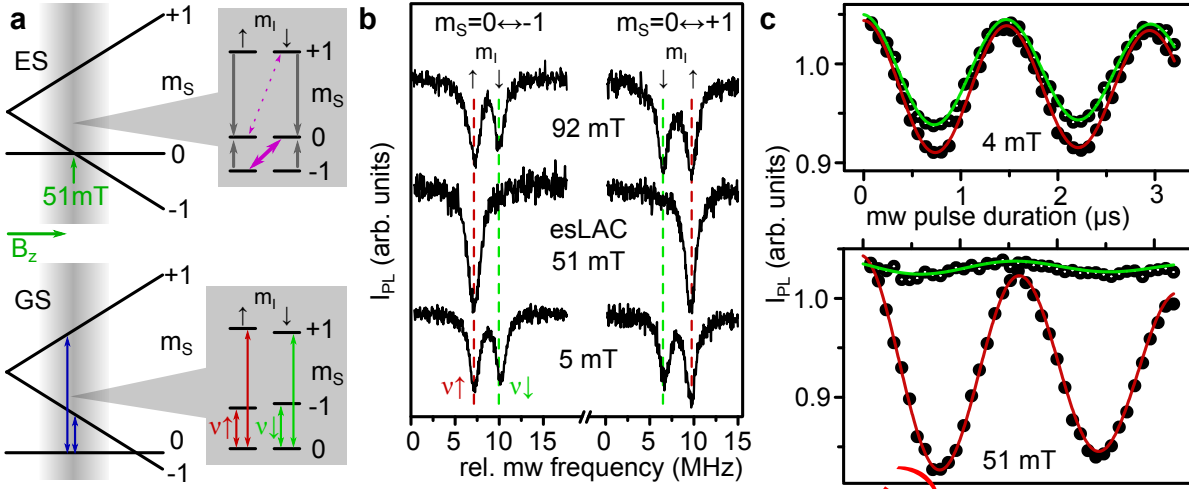 a
ES
+1
m_S
0
-1
51mT
B_z
m_I
↑ ↓
+1
m_S
0
-1
GS
+1
m_S
0
-1
m_I
↑ ↓
+1
m_S
-1
0
ν↑
ν↓
b
m_S=0↔-1
m_S=0↔+1
m_I
m_I
↑ ↓
↓ ↑
92 mT
esLAC
51 mT
5 mT
ν↑
ν↓
I_PL (arb. units)
0 5 10 15
0 5 10 15
rel. mw frequency (MHz)
c
1.0
0.9
4 mT
0 1 2 3
mw pulse duration (µs)
I_PL (arb. units)
1.0
0.9
51 mT